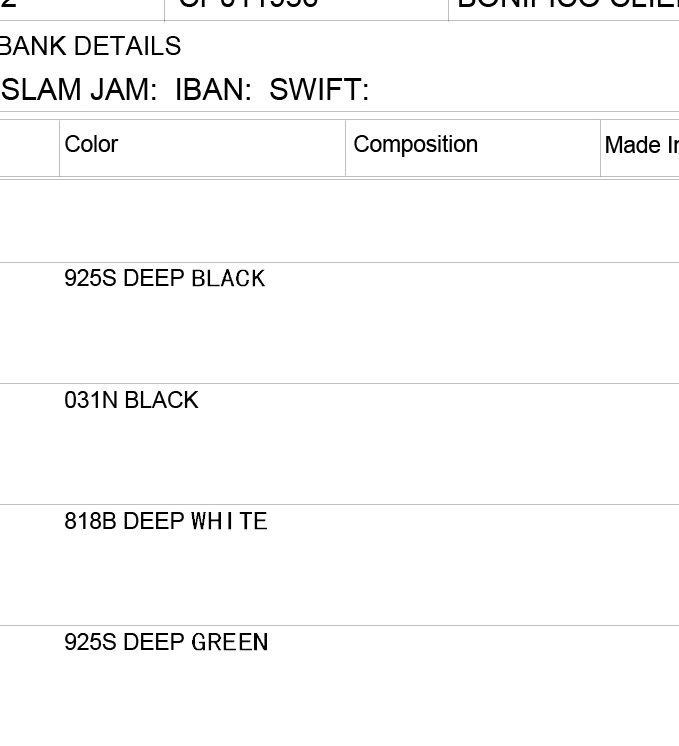 BANK DETAILS
SLAM JAM: IBAN: SWIFT:
Color Composition Made In
925S DEEP BLACK
031N BLACK
818B DEEP WHITE
925S DEEP GREEN